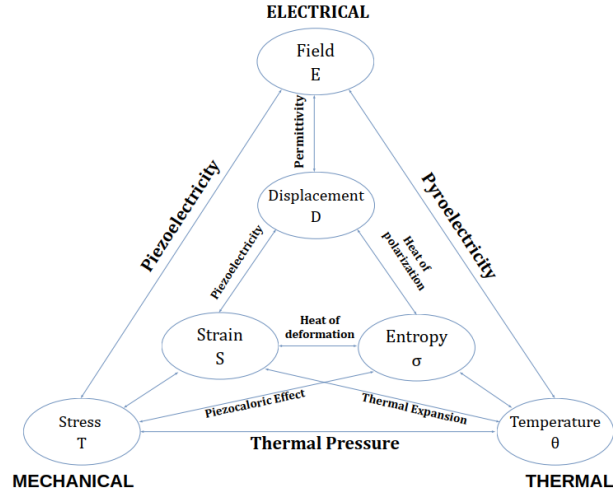 ELECTRICAL
Field
E
Permittivity
Piezoelectricity
Pyroelectricity
Displacement
D
Piezoelectricity
Heat of
polarization
Heat of
deformation
Strain
S
Entropy
σ
Piezocaloric Effect
Thermal Expansion
Stress
T
Thermal Pressure
Temperature
θ
MECHANICAL
THERMAL